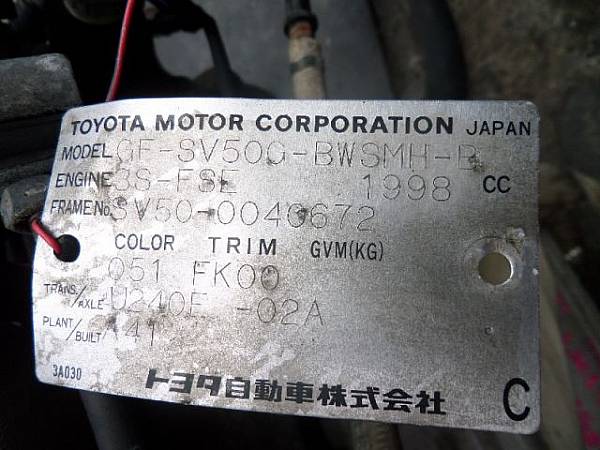 TOYOTA MOTOR CORPORATION JAPAN
MODEL GF-SV50G-BWSMH-B
ENGINE 3S-FSE 1998 CC
FRAME No. SV50-0040672
COLOR TRIM GVM(KG)
051 FK00
TRANS./AXLE U240E -02A
PLANT/BUILT A41
3A030
トヨタ自動車株式会社
C